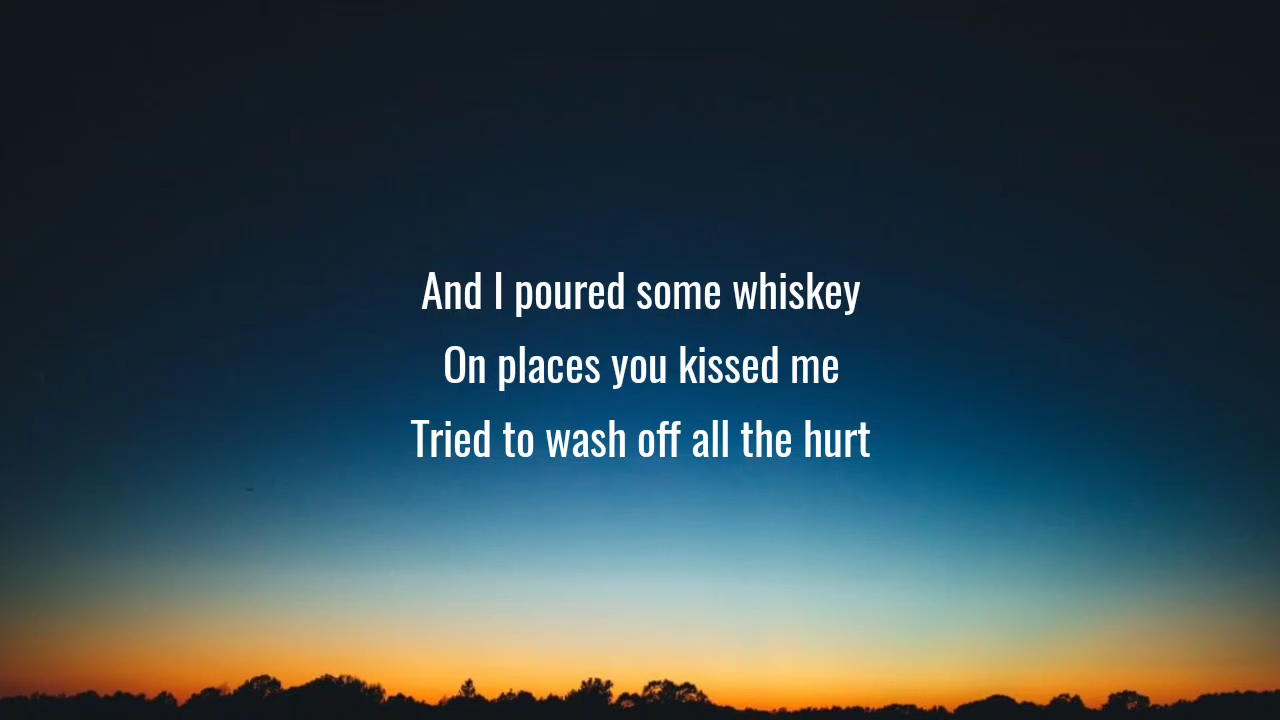 And I poured some whiskey
On places you kissed me
Tried to wash off all the hurt